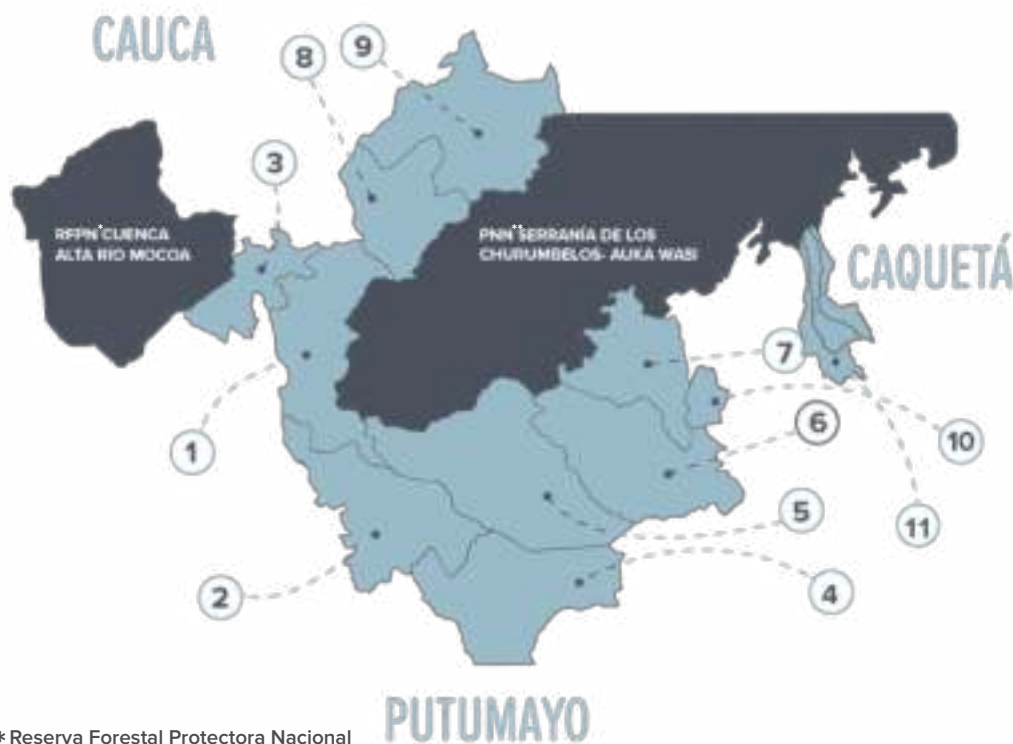 CAUCA
8
9
3
RFPN* CUENCA
ALTA RIO MOCOA
PNN** SERRANÍA DE LOS
CHURUMBELOS- AUKA WASI
CAQUETÁ
7
1
6
10
5
11
2
4
PUTUMAYO
* Reserva Forestal Protectora Nacional